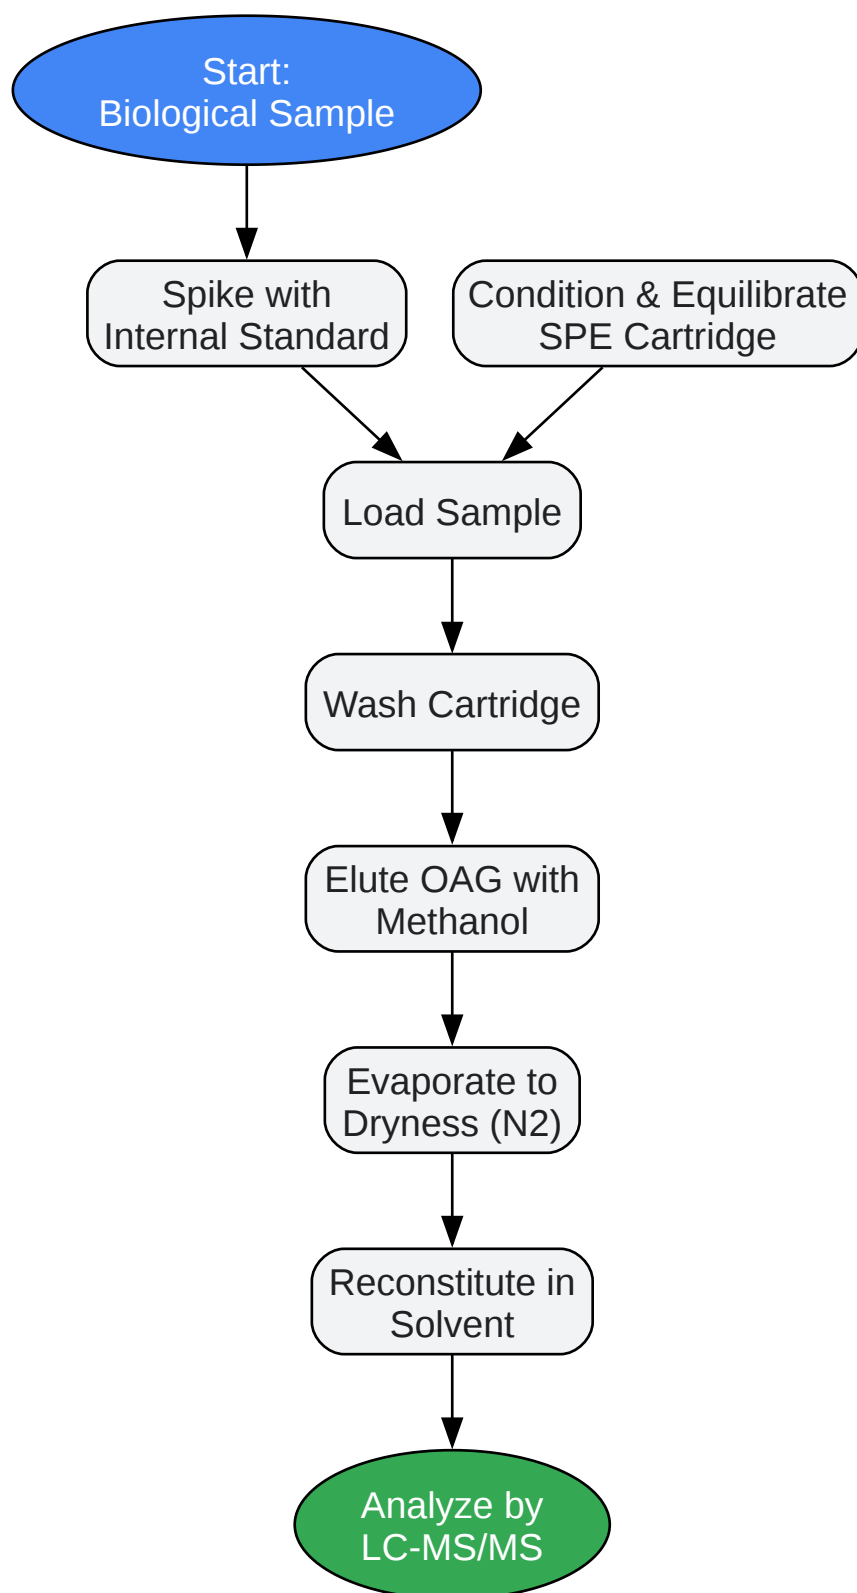 Start:
Biological Sample
Spike with
Internal Standard
Condition & Equilibrate
SPE Cartridge
Load Sample
Wash Cartridge
Elute OAG with
Methanol
Evaporate to
Dryness (N2)
Reconstitute in
Solvent
Analyze by
LC-MS/MS